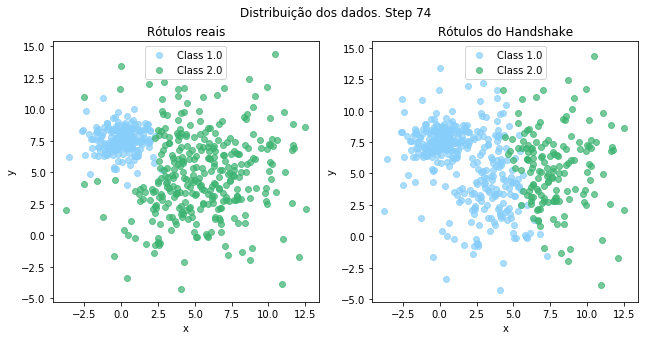 Distribuição dos dados. Step 74
Rótulos reais
Class 1.0
Class 2.0
15.0
12.5
10.0
7.5
5.0
2.5
0.0
−2.5
−5.0
y
−2.5 0.0 2.5 5.0 7.5 10.0 12.5
x
Rótulos do Handshake
Class 1.0
Class 2.0
15.0
12.5
10.0
7.5
5.0
2.5
0.0
−2.5
−5.0
y
−2.5 0.0 2.5 5.0 7.5 10.0 12.5
x